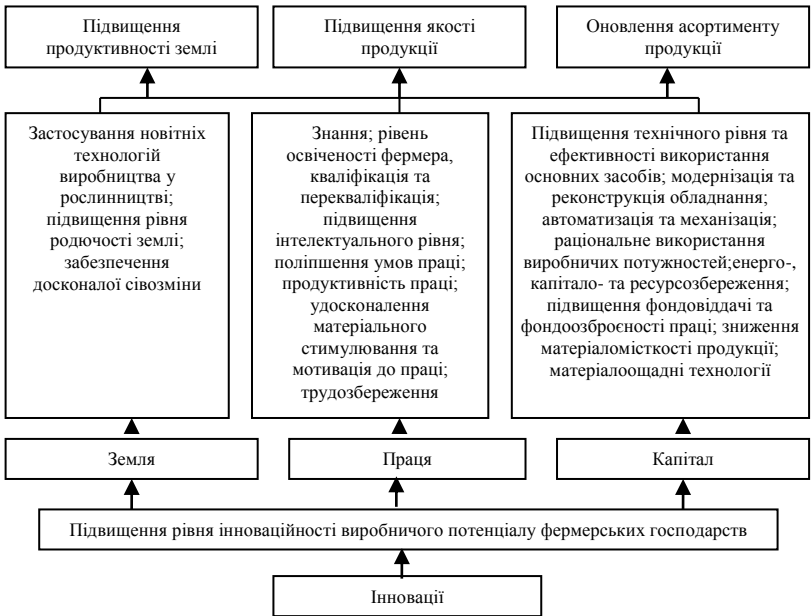 Підвищення
продуктивності землі
Підвищення якості
продукції
Оновлення асортименту
продукції
Застосування новітніх
технологій
виробництва у
рослинництві;
підвищення рівня
родючості землі;
забезпечення
досконалої сівозміни
Знання; рівень
освіченості фермера,
кваліфікація та
перекваліфікація;
підвищення
інтелектуального рівня;
поліпшення умов праці;
продуктивність праці;
удосконалення
матеріального
стимулювання та
мотивація до праці;
трудозбереження
Підвищення технічного рівня та
ефективності використання
основних засобів; модернізація та
реконструкція обладнання;
автоматизація та механізація;
раціональне використання
виробничих потужностей;енерго-,
капітало- та ресурсозбереження;
підвищення фондовіддачі та
фондоозброєності праці; зниження
матеріаломісткості продукції;
матеріалоощадні технології
Земля
Праця
Капітал
Підвищення рівня інноваційності виробничого потенціалу фермерських господарств
Інновації